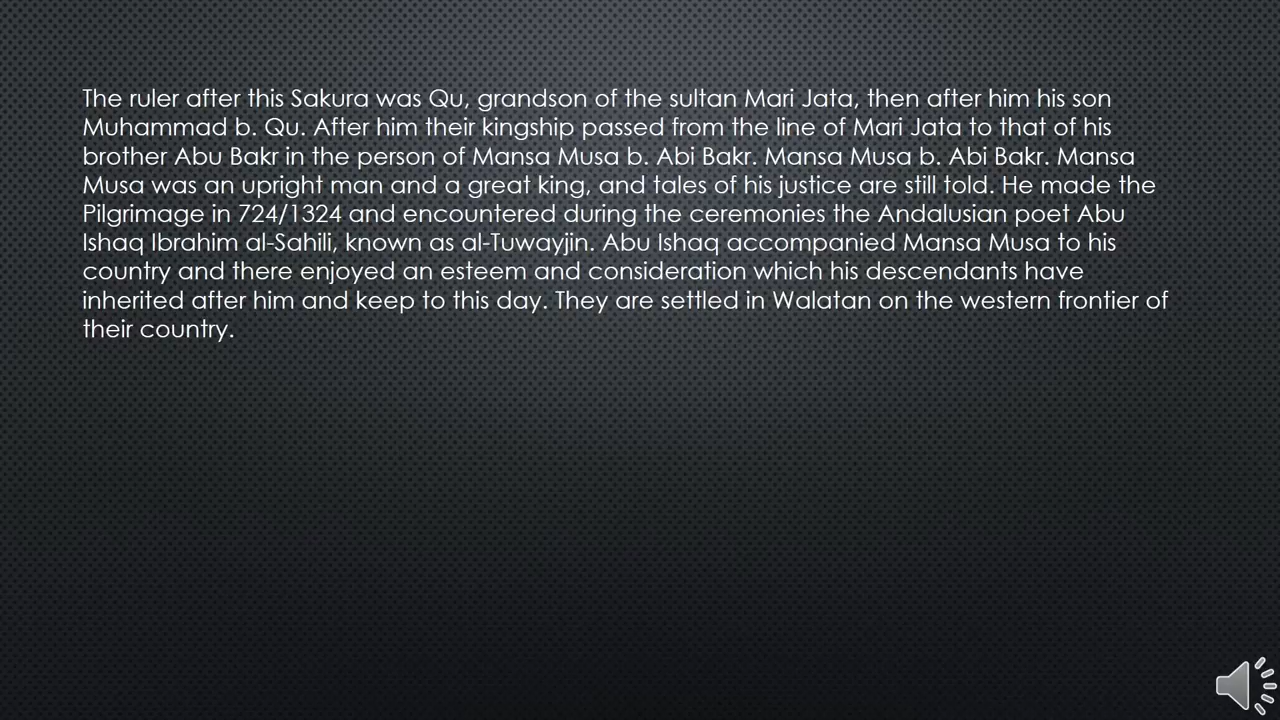 The ruler after this Sakura was Qu, grandson of the sultan Mari Jata, then after him his son
Muhammad b. Qu. After him their kingship passed from the line of Mari Jata to that of his
brother Abu Bakr in the person of Mansa Musa b. Abi Bakr. Mansa Musa b. Abi Bakr. Mansa
Musa was an upright man and a great king, and tales of his justice are still told. He made the
Pilgrimage in 724/1324 and encountered during the ceremonies the Andalusian poet Abu
Ishaq Ibrahim al-Sahili, known as al-Tuwayjin. Abu Ishaq accompanied Mansa Musa to his
country and there enjoyed an esteem and consideration which his descendants have
inherited after him and keep to this day. They are settled in Walatan on the western frontier of
their country.